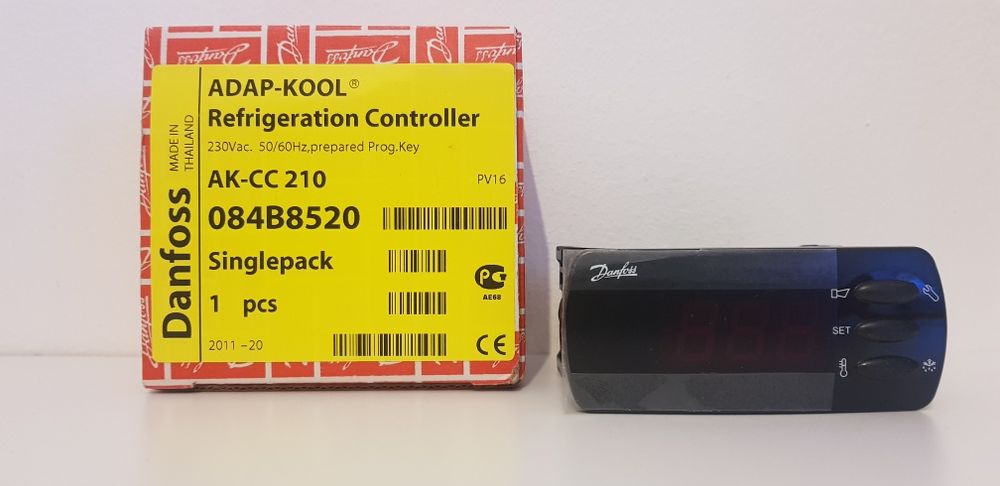 Danfoss
MADE IN
THAILAND
ADAP-KOOL®
Refrigeration Controller
230Vac. 50/60Hz,prepared Prog.Key
AK-CC 210
PV16
084B8520
Singlepack
1 pcs
AE68
2011 -20
CE
Danfoss
SET